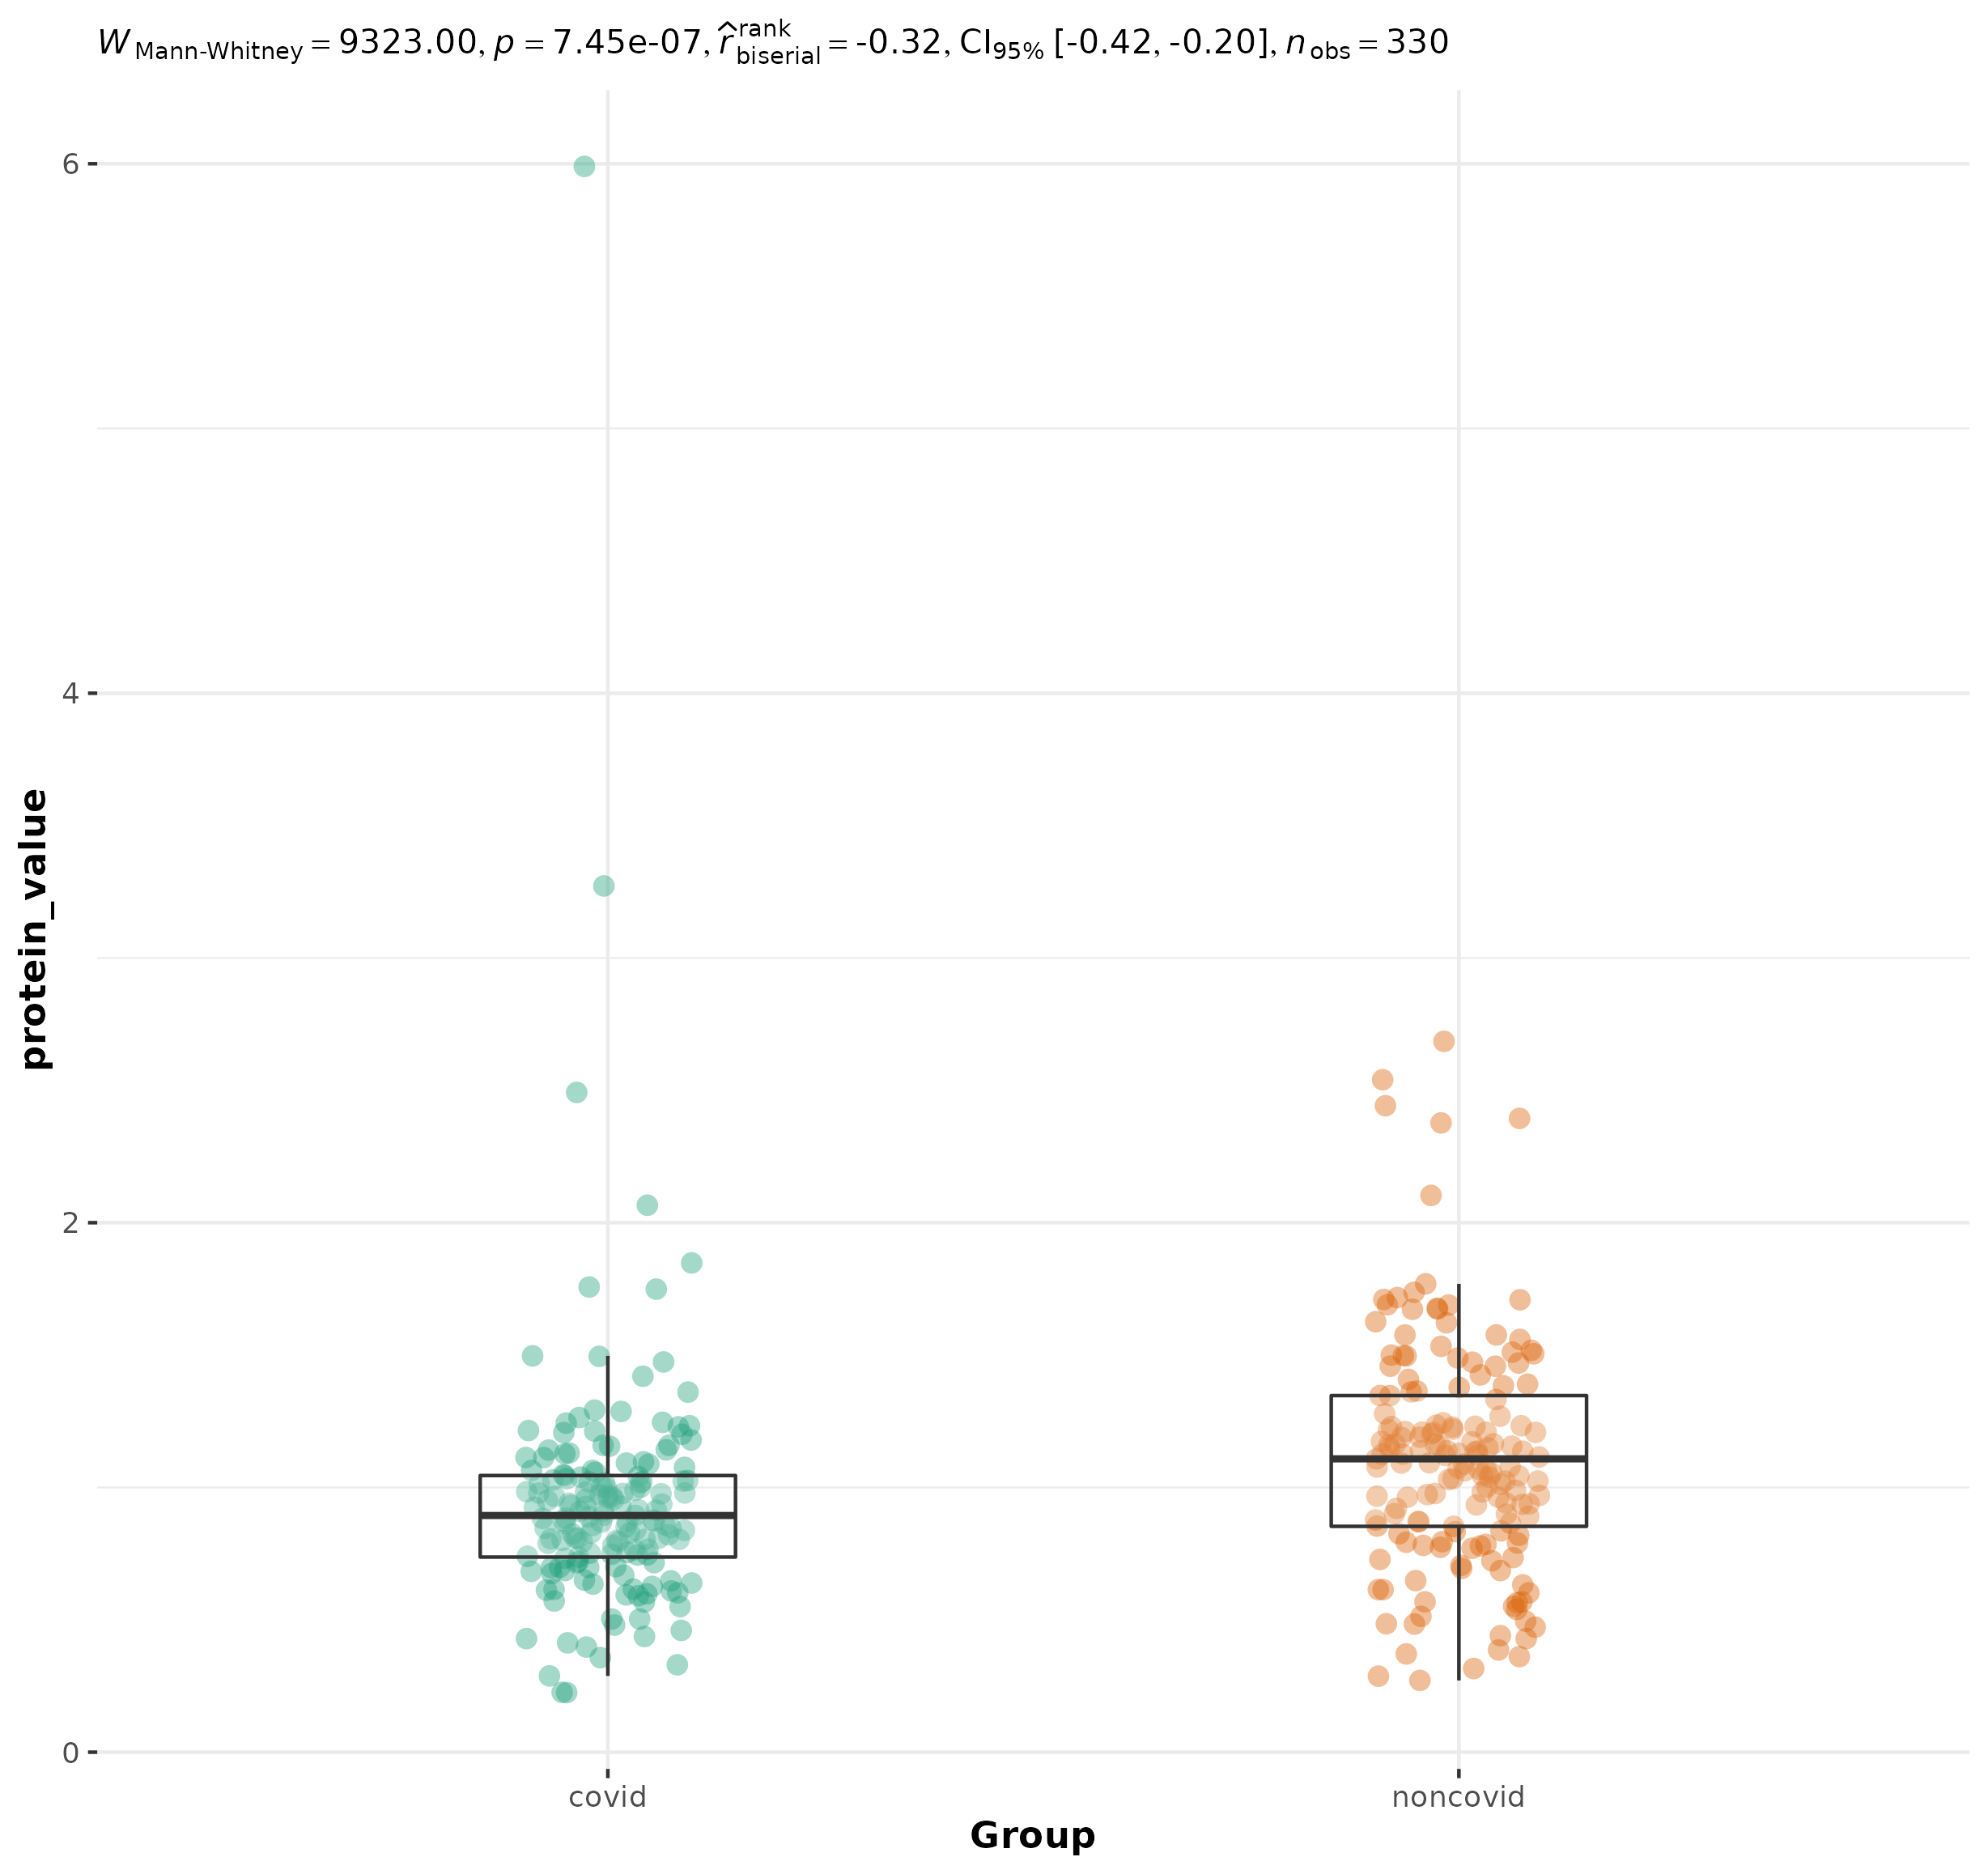 W Mann-Whitney = 9323.00, p = 7.45e-07, r̂ rank biserial = -0.32, CI95% [-0.42, -0.20], n obs = 330
6
4
2
0
protein_value
covid noncovid
Group